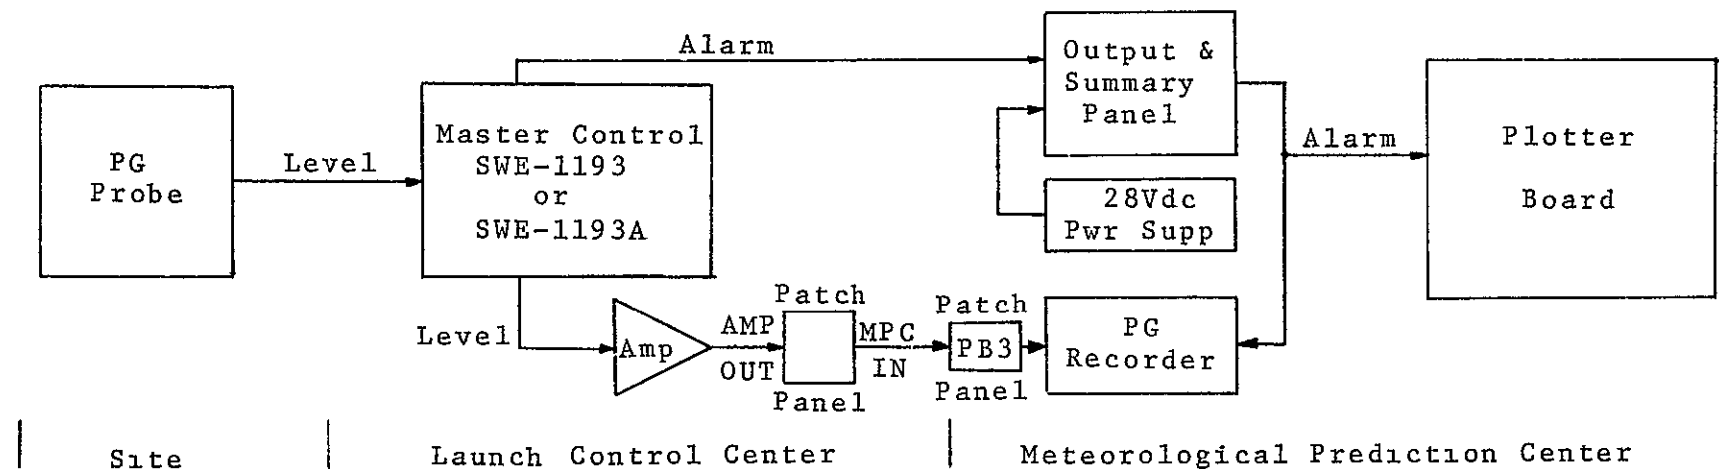 Alarm
Output &
Summary
Panel
PG
Probe
Level
Master Control
SWE-1193
or
SWE-1193A
28Vdc
Pwr Supp
Alarm
Plotter
Board
Level
Amp
AMP
OUT
Patch
Panel
MPC
IN
Patch
PB3
Panel
PG
Recorder
Site
Launch Control Center
Meteorological Prediction Center